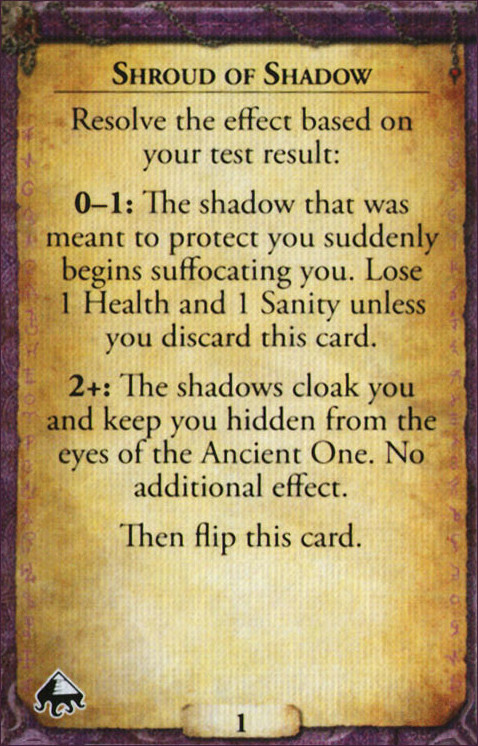 Shroud of Shadow
Resolve the effect based on
your test result:
0–1: The shadow that was
meant to protect you suddenly
begins suffocating you. Lose
1 Health and 1 Sanity unless
you discard this card.
2+: The shadows cloak you
and keep you hidden from the
eyes of the Ancient One. No
additional effect.
Then flip this card.
1